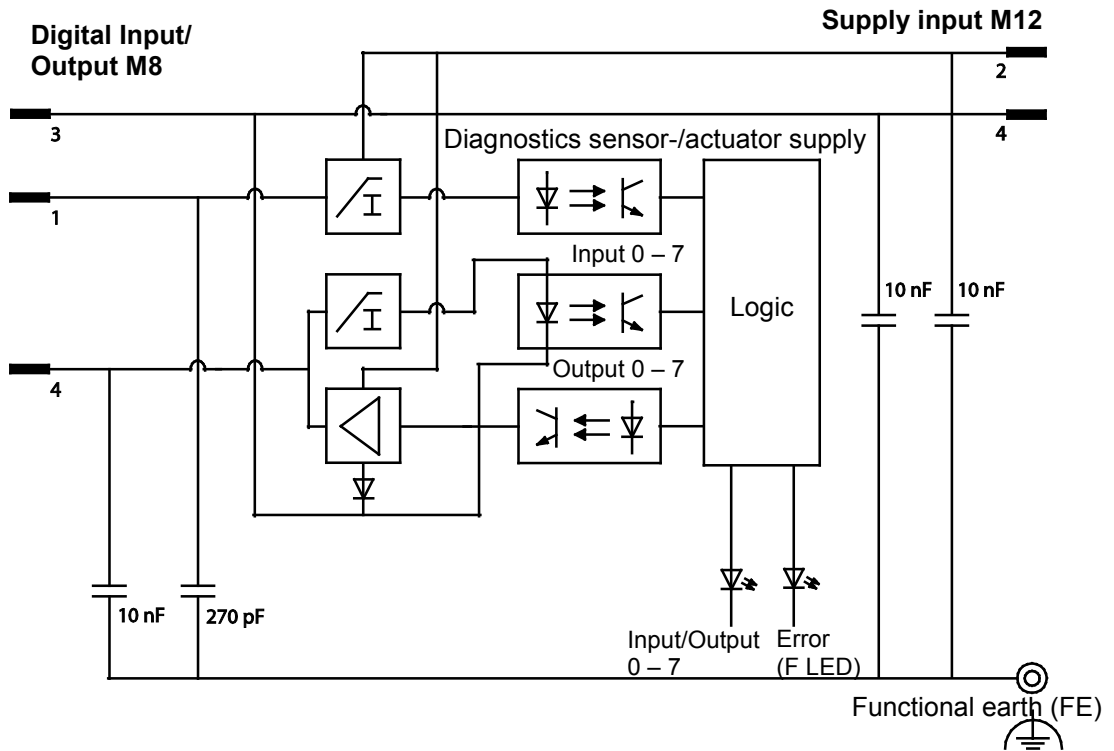 Digital Input/
Output M8
Supply input M12
2
3
4
Diagnostics sensor-/actuator supply
1
Input 0 – 7
10 nF
10 nF
Logic
Output 0 – 7
4
10 nF
270 pF
Input/Output
0 – 7
Error
(F LED)
Functional earth (FE)